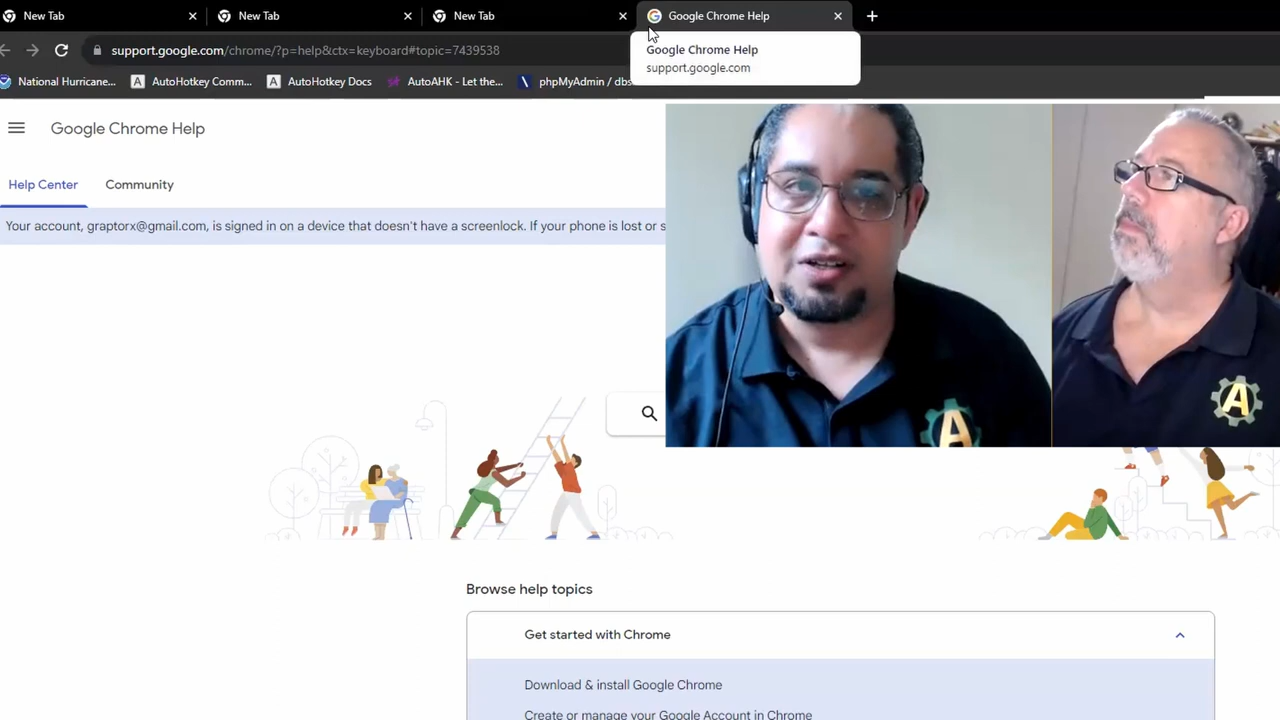 New Tab
New Tab
New Tab
Google Chrome Help
support.google.com/chrome/?p=help&ctx=keyboard#topic=7439538
Google Chrome Help
support.google.com
National Hurricane...
AutoHotkey Comm...
AutoHotkey Docs
AutoAHK - Let the...
phpMyAdmin / dbs
Google Chrome Help
Help Center
Community
Your account, graptorx@gmail.com, is signed in on a device that doesn't have a screenlock. If your phone is lost or s
A
A
Browse help topics
Get started with Chrome
Download & install Google Chrome
Create or manage your Google Account in Chrome